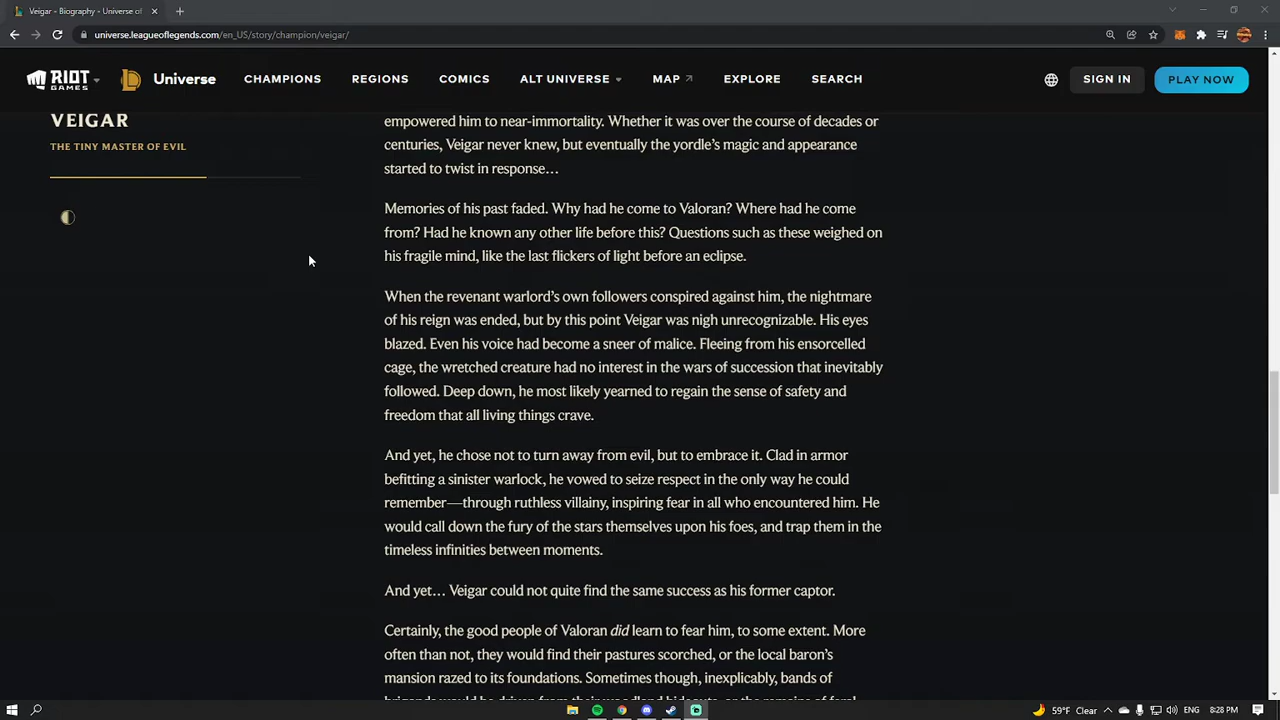 Veigar - Biography - Universe of
universe.leagueoflegends.com/en_US/story/champion/veigar/
RIOT GAMES
Universe
CHAMPIONS
REGIONS
COMICS
ALT UNIVERSE
MAP
EXPLORE
SEARCH
SIGN IN
PLAY NOW
VEIGAR
THE TINY MASTER OF EVIL
empowered him to near-immortality. Whether it was over the course of decades or
centuries, Veigar never knew, but eventually the yordle’s magic and appearance
started to twist in response…
Memories of his past faded. Why had he come to Valoran? Where had he come
from? Had he known any other life before this? Questions such as these weighed on
his fragile mind, like the last flickers of light before an eclipse.
When the revenant warlord’s own followers conspired against him, the nightmare
of his reign was ended, but by this point Veigar was nigh unrecognizable. His eyes
blazed. Even his voice had become a sneer of malice. Fleeing from his ensorcelled
cage, the wretched creature had no interest in the wars of succession that inevitably
followed. Deep down, he most likely yearned to regain the sense of safety and
freedom that all living things crave.
And yet, he chose not to turn away from evil, but to embrace it. Clad in armor
befitting a sinister warlock, he vowed to seize respect in the only way he could
remember—through ruthless villainy, inspiring fear in all who encountered him. He
would call down the fury of the stars themselves upon his foes, and trap them in the
timeless infinities between moments.
And yet… Veigar could not quite find the same success as his former captor.
Certainly, the good people of Valoran did learn to fear him, to some extent. More
often than not, they would find their pastures scorched, or the local baron’s
mansion razed to its foundations. Sometimes though, inexplicably, bands of
59°F Clear
ENG
8:28 PM